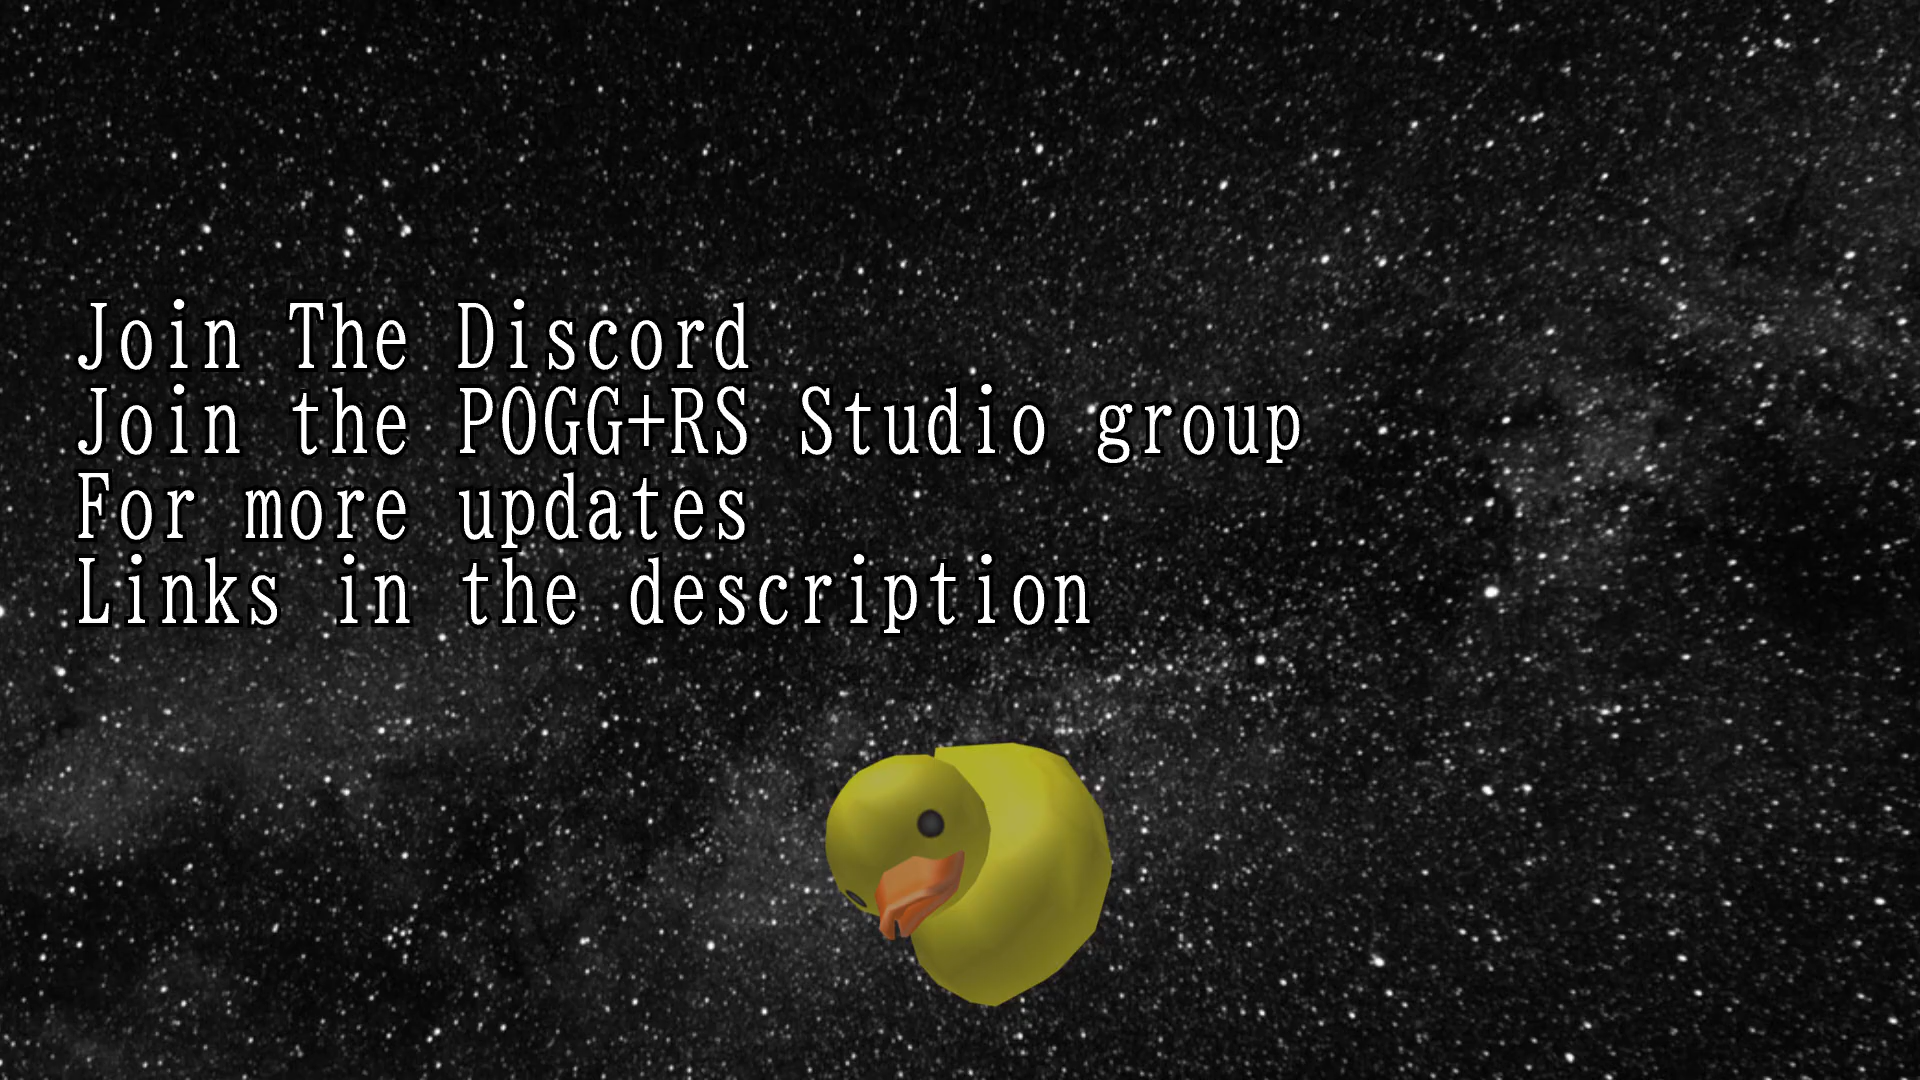 Join The Discord
Join the POGG+RS Studio group
For more updates
Links in the description